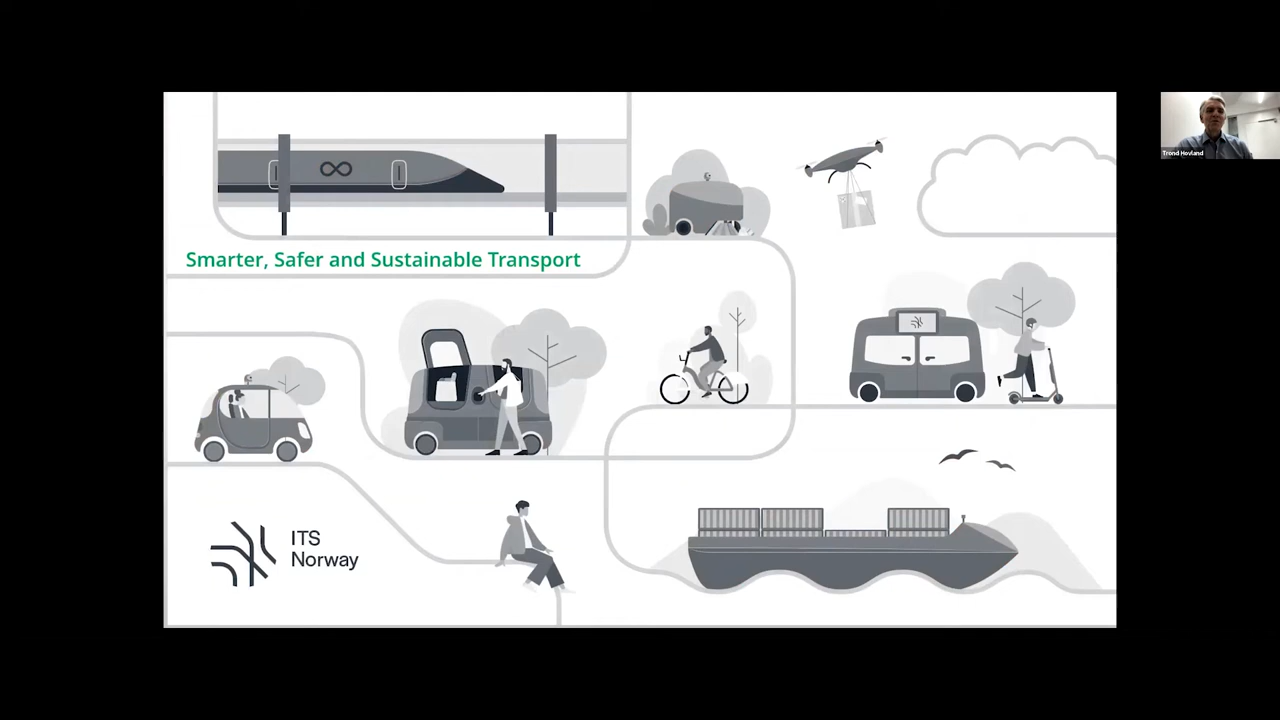 Smarter, Safer and Sustainable Transport
ITS
Norway
Trond Hovland